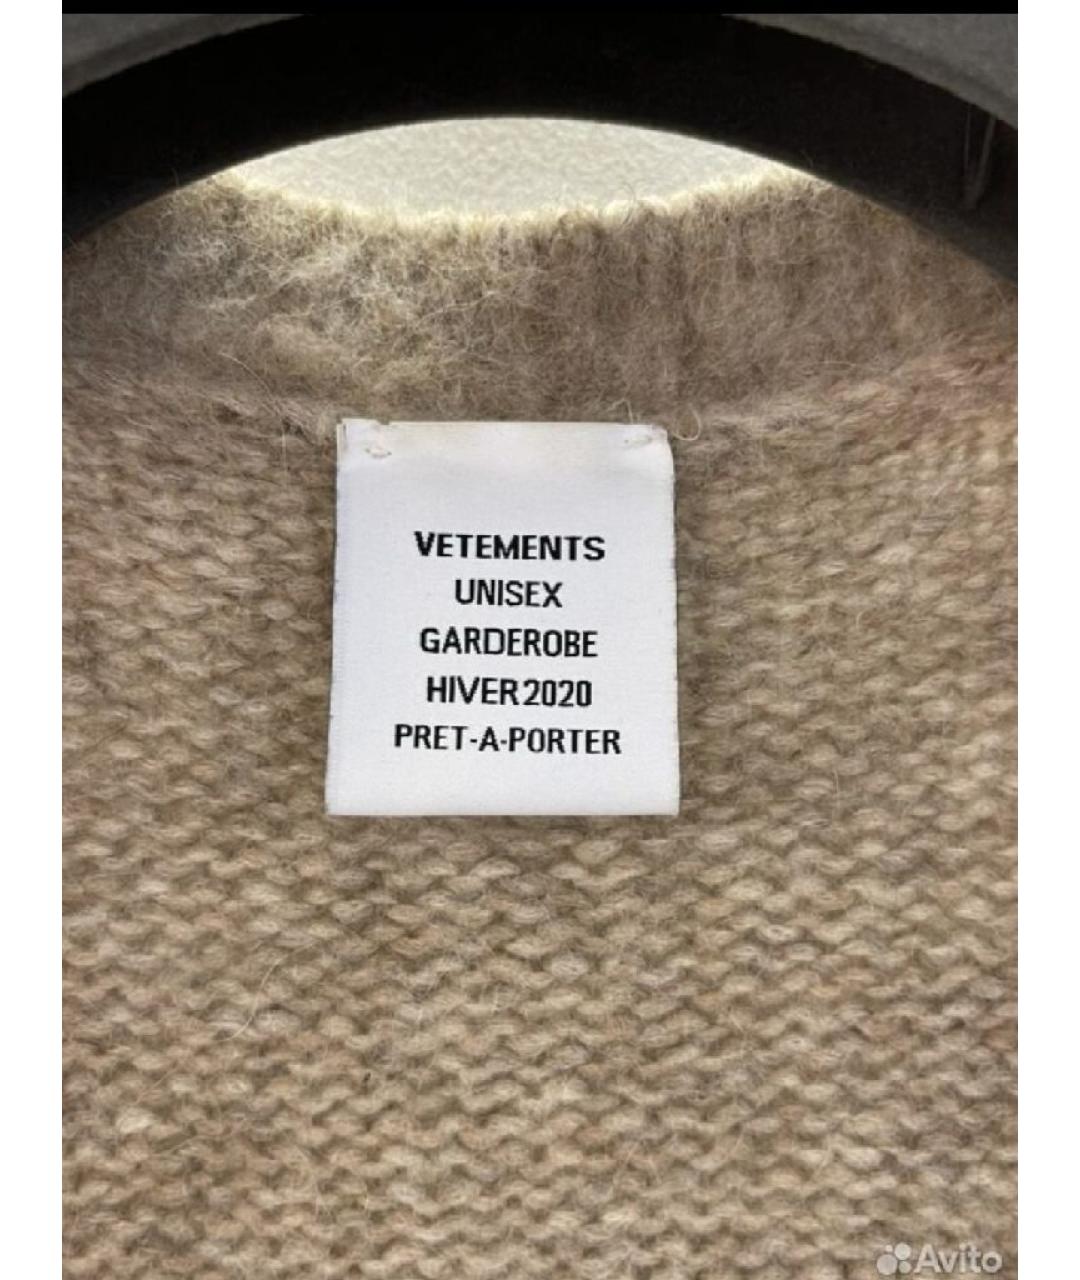 VETEMENTS
UNISEX
GARDEROBE
HIVER 2020
PRET-A-PORTER
Avito